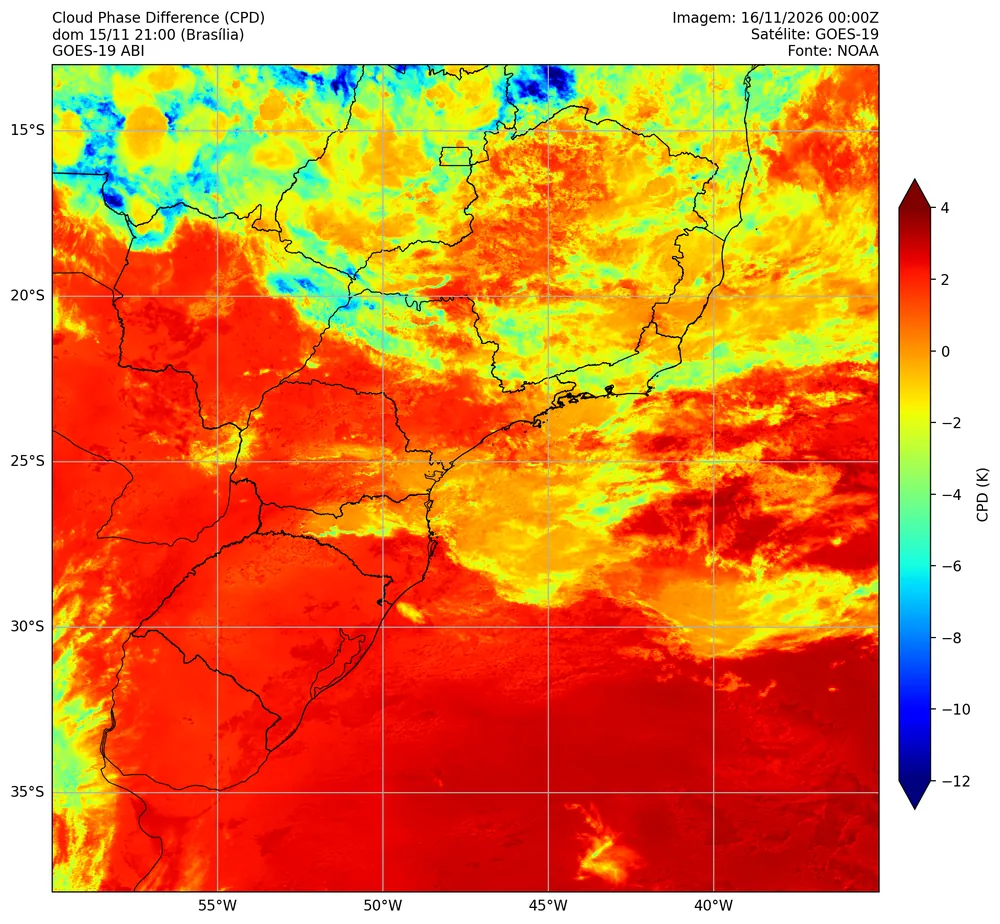 Cloud Phase Difference (CPD)
dom 15/11 21:00 (Brasília)
GOES-19 ABI
Imagem: 16/11/2026 00:00Z
Satélite: GOES-19
Fonte: NOAA
15°S
20°S
25°S
30°S
35°S
55°W
50°W
45°W
40°W
4
2
0
−2
−4
−6
−8
−10
−12
CPD (K)